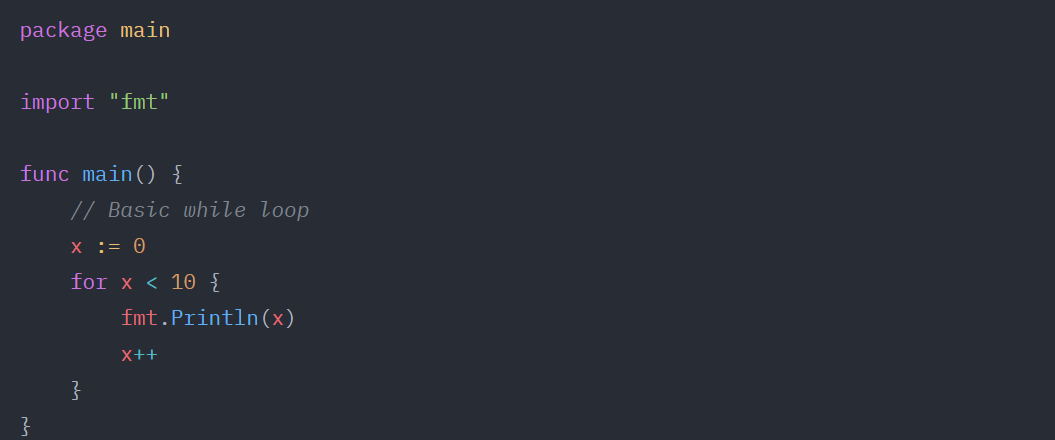 package main
import "fmt"
func main() {
    // Basic while loop
    x := 0
    for x < 10 {
        fmt.Println(x)
        x++
    }
}